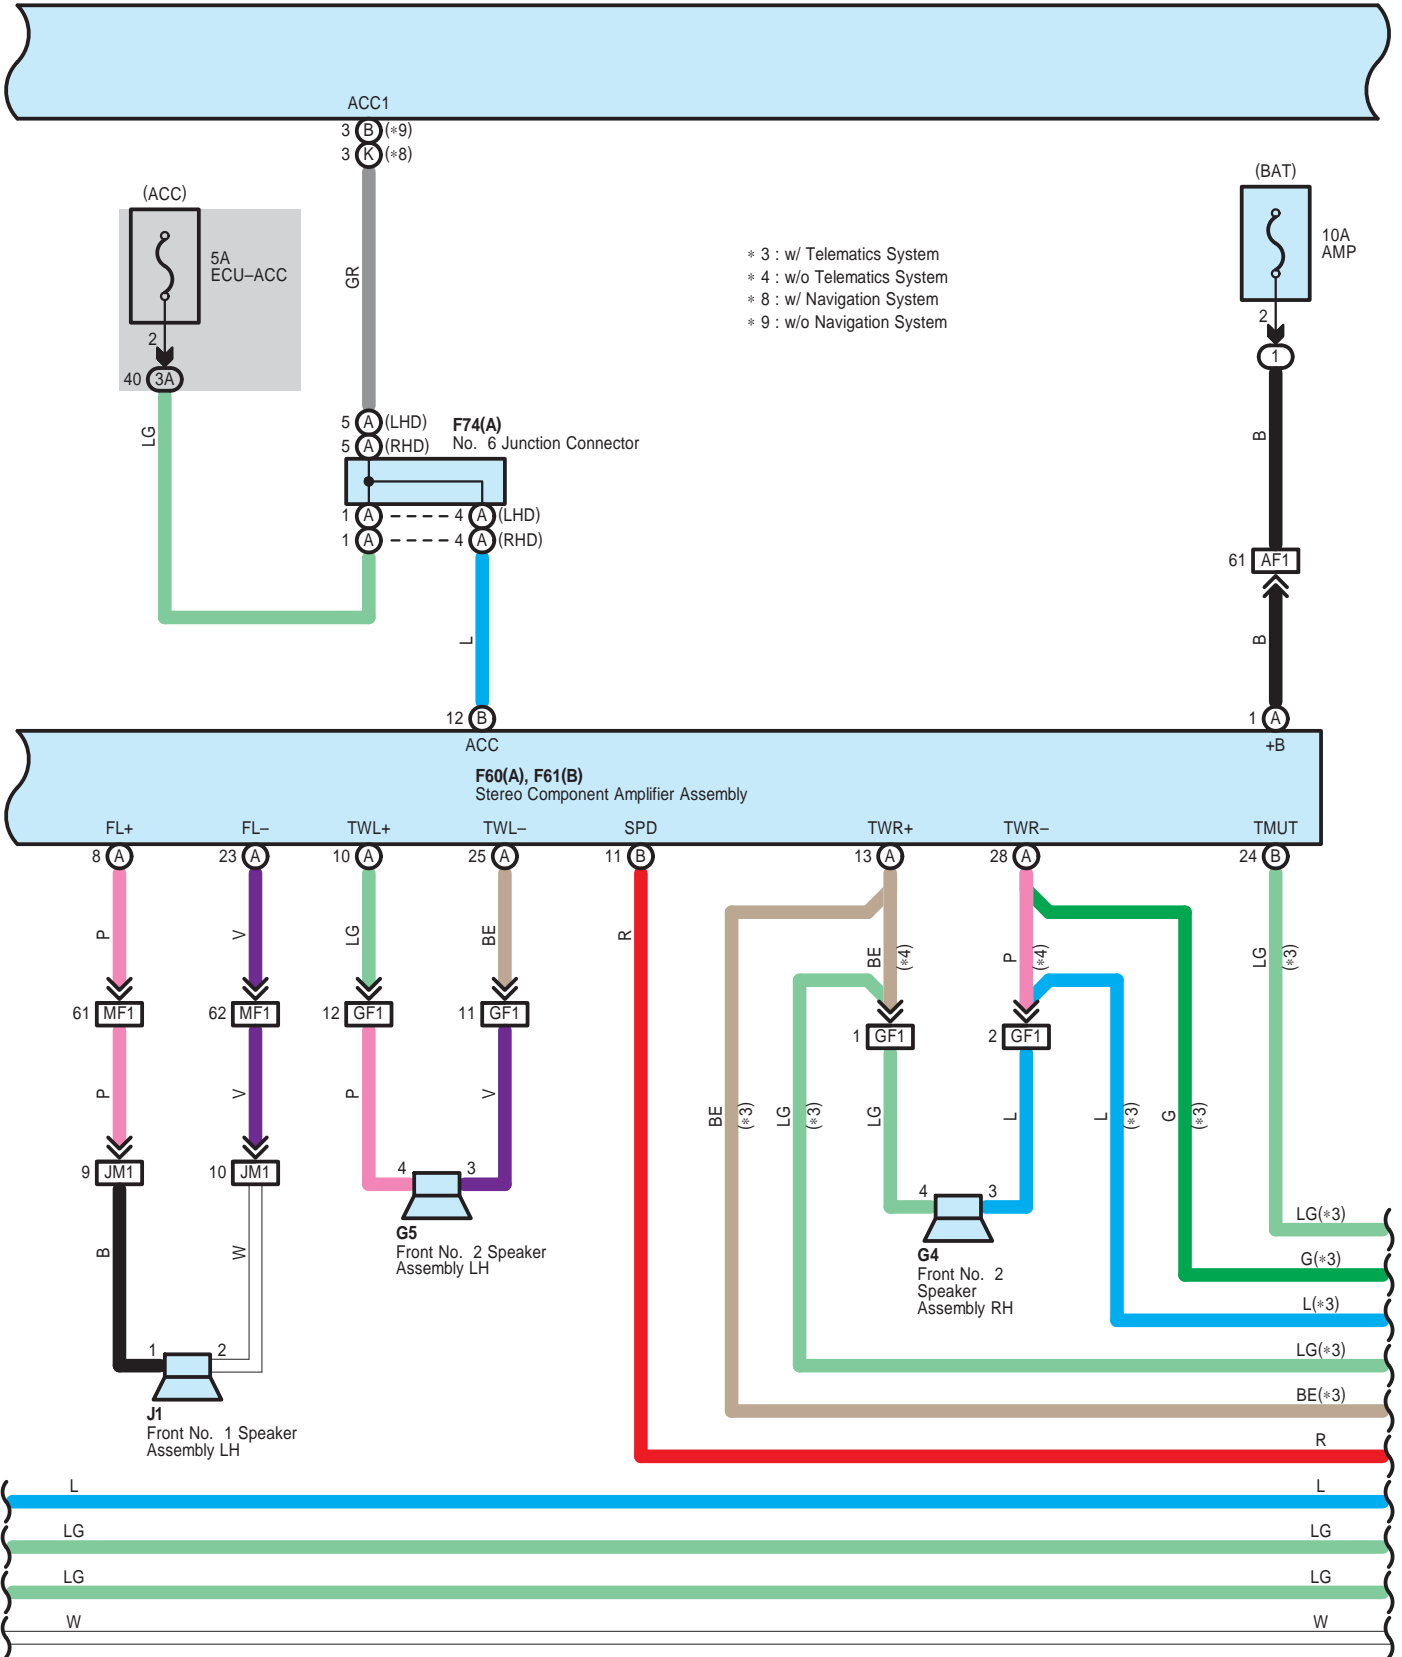 ACC1
3 B (*9)
3 K (*8)
(ACC)
(BAT)
5A
ECU–ACC
10A
AMP
* 3 : w/ Telematics System
* 4 : w/o Telematics System
* 8 : w/ Navigation System
* 9 : w/o Navigation System
GR
2
40 3A
2
1
LG
5 A (LHD)
5 A (RHD)
F74(A)
No. 6 Junction Connector
B
1 A 4 A (LHD)
1 A 4 A (RHD)
61 AF1
L
B
12 B
1 A
ACC
+B
F60(A), F61(B)
Stereo Component Amplifier Assembly
FL+ FL– TWL+ TWL– SPD TWR+ TWR– TMUT
8 A 23 A 10 A 25 A 11 B 13 A 28 A 24 B
P V LG BE R BE (*4) P (*4) LG (*3)
61 MF1 62 MF1 12 GF1 11 GF1
1 GF1 2 GF1
P V P V BE (*3) LG (*3) LG L L (*3) G (*3)
9 JM1 10 JM1
4 3
4 3
G5
Front No. 2 Speaker
Assembly LH
G4
Front No. 2
Speaker
Assembly RH
B W
LG(*3)
G(*3)
L(*3)
1 2
LG(*3)
J1
Front No. 1 Speaker
Assembly LH
BE(*3)
R
L L
LG LG
LG LG
W W